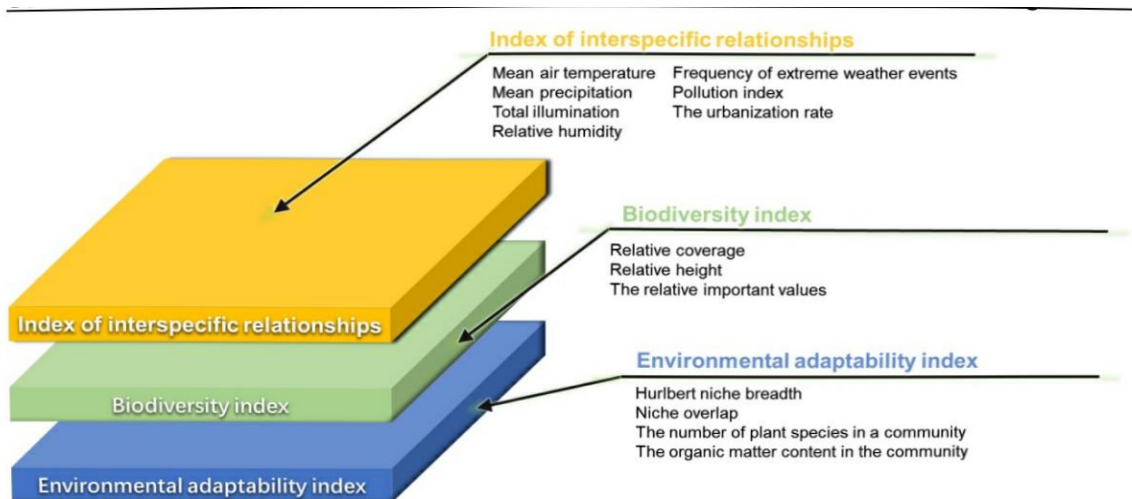 Index of interspecific relationships
Mean air temperature Frequency of extreme weather events
Mean precipitation Pollution index
Total illumination The urbanization rate
Relative humidity
Biodiversity index
Relative coverage
Relative height
The relative important values
Index of interspecific relationships
Environmental adaptability index
Biodiversity index
Hurlbert niche breadth
Niche overlap
The number of plant species in a community
The organic matter content in the community
Environmental adaptability index